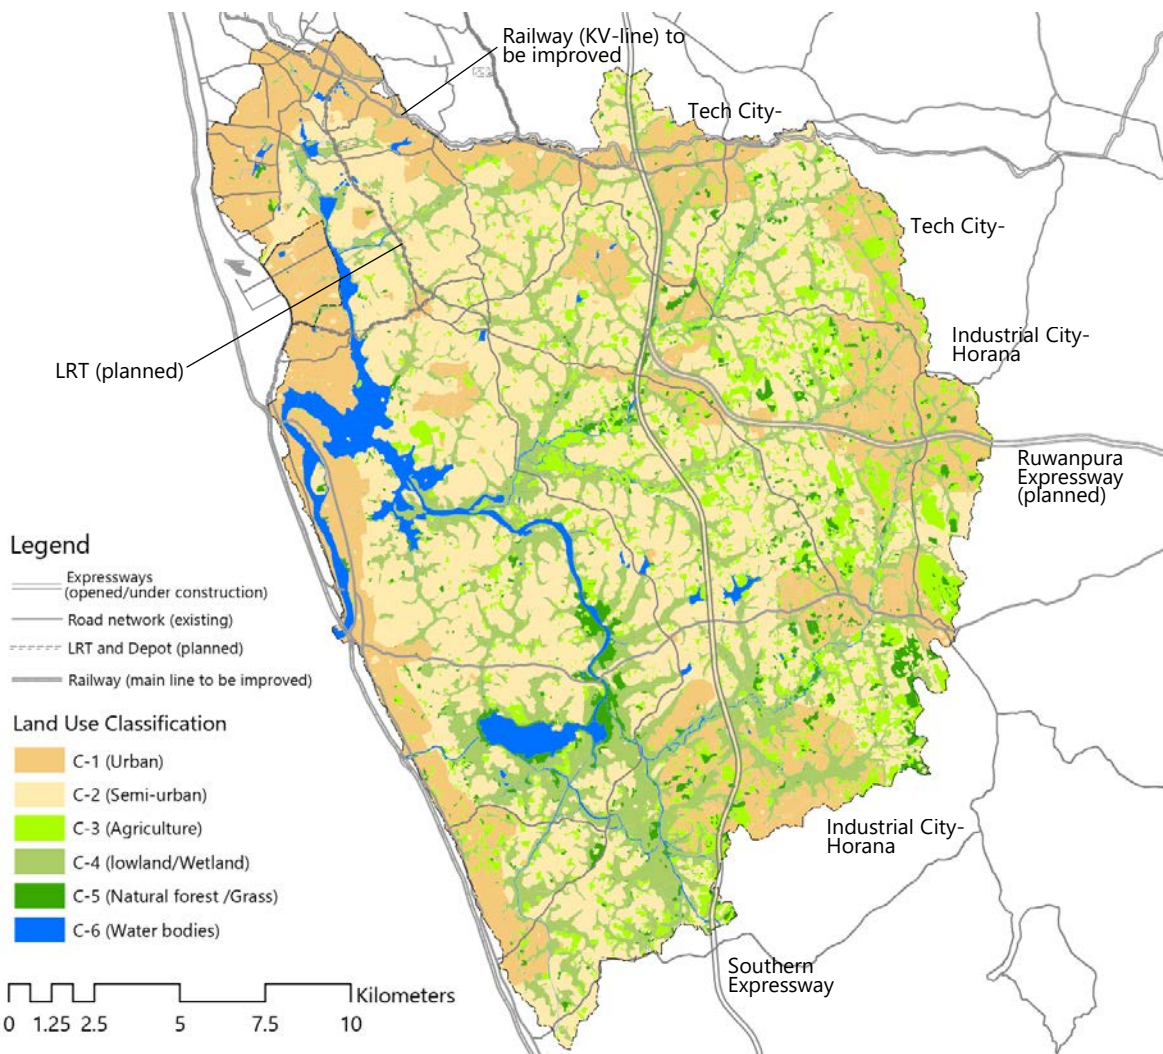 Railway (KV-line) to
be improved
Tech City-
Tech City-
Industrial City-
Horana
LRT (planned)
Ruwanpura
Expressway
(planned)
Legend
Expressways
(opened/under construction)
Road network (existing)
LRT and Depot (planned)
Railway (main line to be improved)
Land Use Classification
C-1 (Urban)
C-2 (Semi-urban)
C-3 (Agriculture)
C-4 (lowland/Wetland)
C-5 (Natural forest /Grass)
C-6 (Water bodies)
Industrial City-
Horana
Southern
Expressway
Kilometers
0 1.25 2.5 5 7.5 10